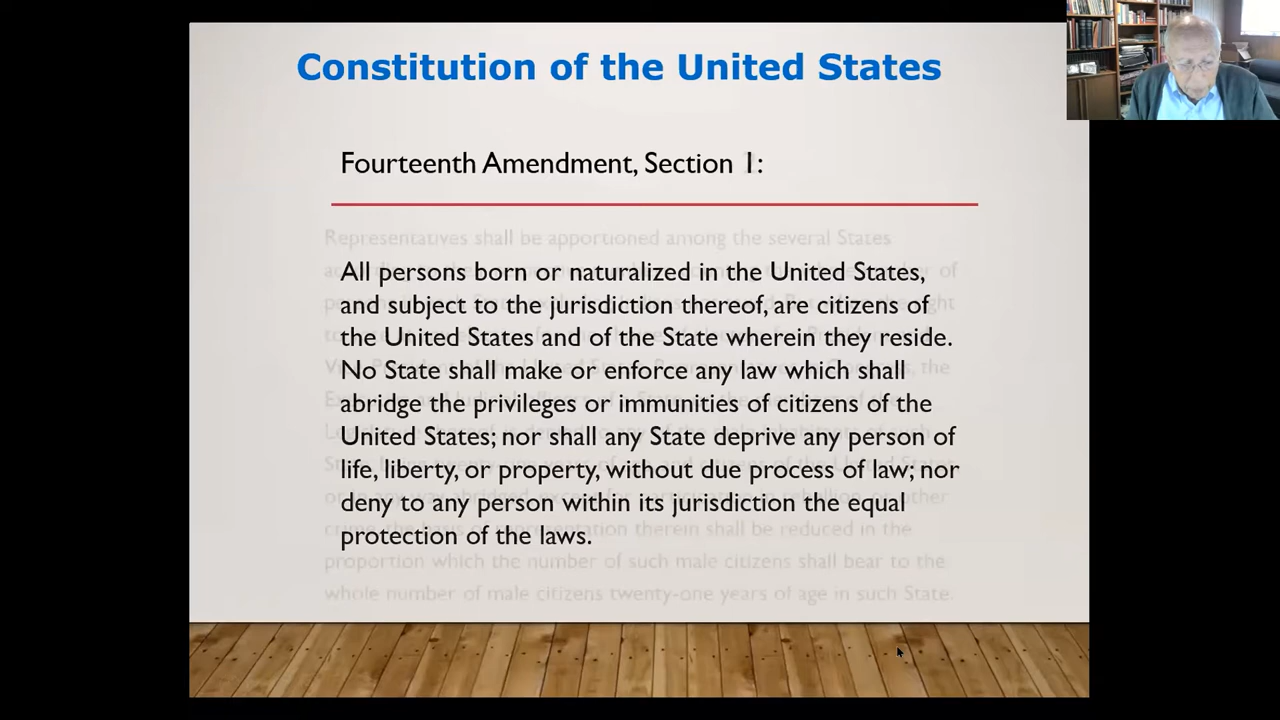 Constitution of the United States
Fourteenth Amendment, Section 1:
Representatives shall be apportioned among the several States
All persons born or naturalized in the United States,
and subject to the jurisdiction thereof, are citizens of
the United States and of the State wherein they reside.
No State shall make or enforce any law which shall
abridge the privileges or immunities of citizens of the
United States; nor shall any State deprive any person of
life, liberty, or property, without due process of law; nor
deny to any person within its jurisdiction the equal
protection of the laws.
proportion which the number of such male citizens shall bear to the
whole number of male citizens twenty-one years of age in such State.